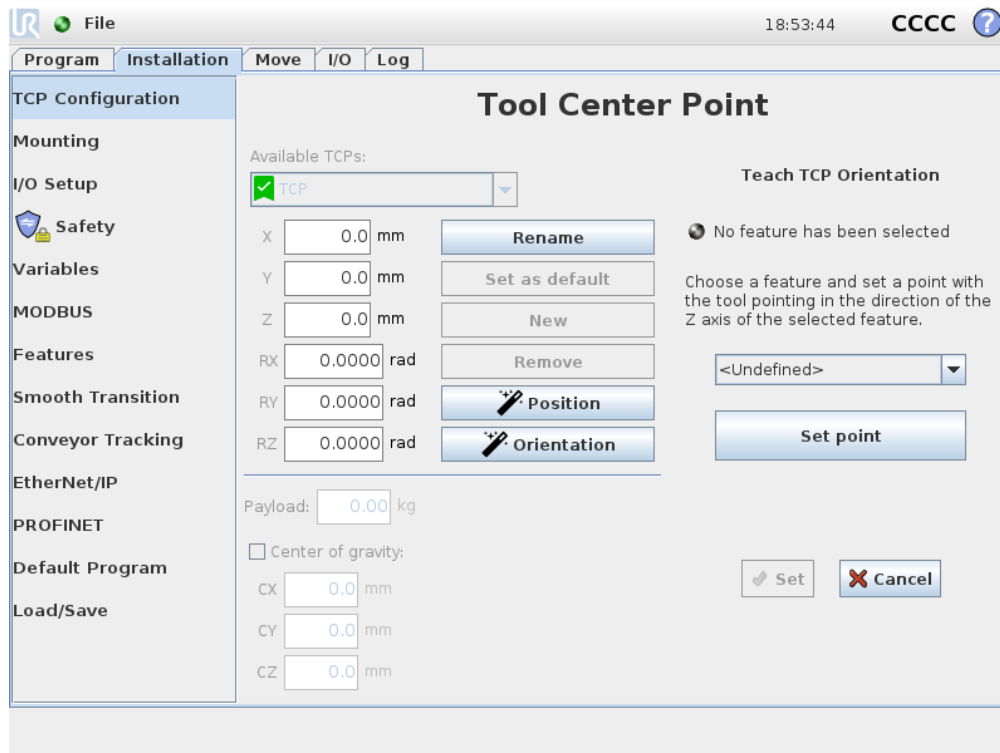 UR File 18:53:44 CCCC ?
Program Installation Move I/O Log
TCP Configuration
Mounting
I/O Setup
Safety
Variables
MODBUS
Features
Smooth Transition
Conveyor Tracking
EtherNet/IP
PROFINET
Default Program
Load/Save
Tool Center Point
Available TCPs:
TCP
X 0.0 mm Rename
Y 0.0 mm Set as default
Z 0.0 mm New
RX 0.0000 rad Remove
RY 0.0000 rad Position
RZ 0.0000 rad Orientation
Payload: 0.00 kg
Center of gravity:
CX 0.0 mm
CY 0.0 mm
CZ 0.0 mm
Teach TCP Orientation
No feature has been selected
Choose a feature and set a point with
the tool pointing in the direction of the
Z axis of the selected feature.
<Undefined>
Set point
Set Cancel